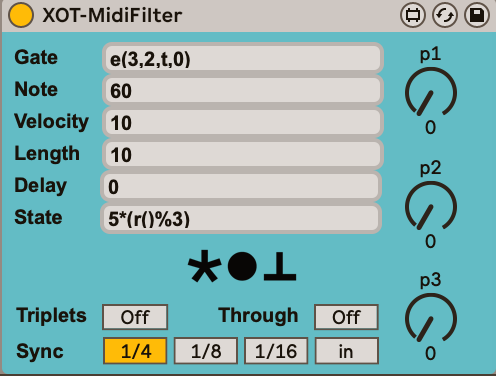 XOT-MidiFilter
Gate e(3,2,t,0)
Note 60
Velocity 10
Length 10
Delay 0
State 5*(r()%3)
p1
0
p2
0
p3
0
Triplets Off Through Off
Sync 1/4 1/8 1/16 in